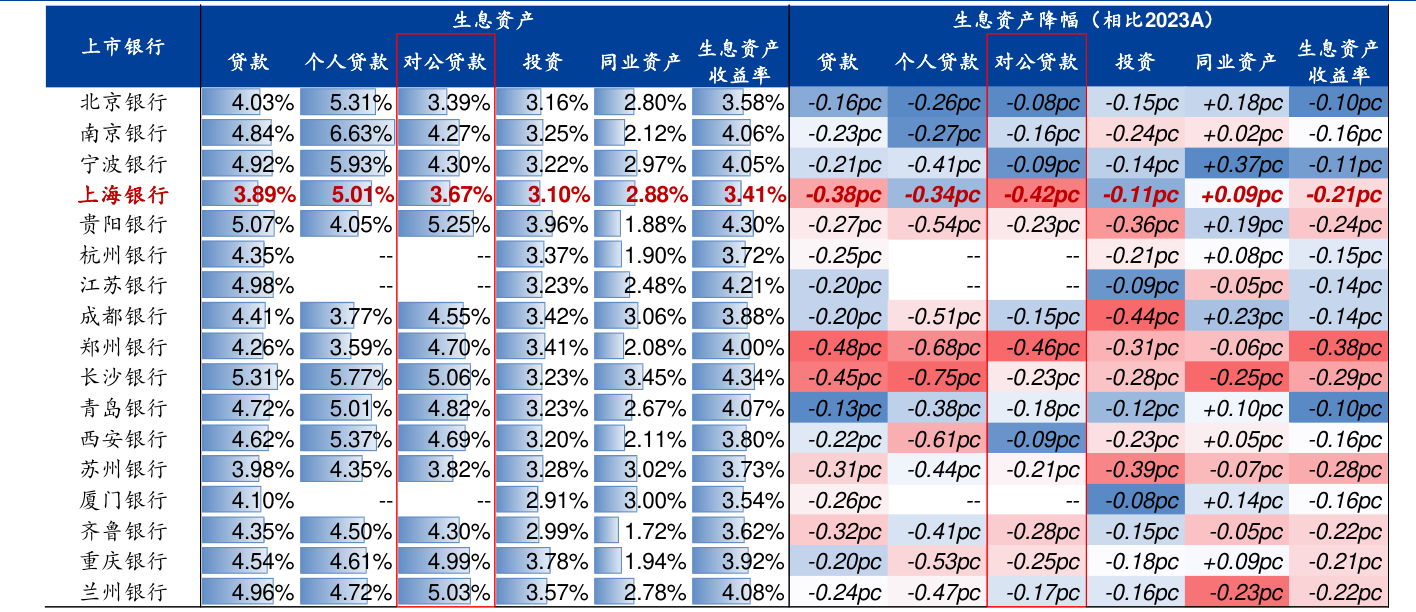 上市银行 生息资产 生息资产降幅（相比2023A）
贷款 个人贷款 对公贷款 投资 同业资产 生息资产收益率 贷款 个人贷款 对公贷款 投资 同业资产 生息资产收益率
北京银行 4.03% 5.31% 3.39% 3.16% 2.80% 3.58% -0.16pc -0.26pc -0.08pc -0.15pc +0.18pc -0.10pc
南京银行 4.84% 6.63% 4.27% 3.25% 2.12% 4.06% -0.23pc -0.27pc -0.16pc -0.24pc +0.02pc -0.16pc
宁波银行 4.92% 5.93% 4.30% 3.22% 2.97% 4.05% -0.21pc -0.41pc -0.09pc -0.14pc +0.37pc -0.11pc
上海银行 3.89% 5.01% 3.67% 3.10% 2.88% 3.41% -0.38pc -0.34pc -0.42pc -0.11pc +0.09pc -0.21pc
贵阳银行 5.07% 4.05% 5.25% 3.96% 1.88% 4.30% -0.27pc -0.54pc -0.23pc -0.36pc +0.19pc -0.24pc
杭州银行 4.35% -- -- 3.37% 1.90% 3.72% -0.25pc -- -- -0.21pc +0.08pc -0.15pc
江苏银行 4.98% -- -- 3.23% 2.48% 4.21% -0.20pc -- -- -0.09pc -0.05pc -0.14pc
成都银行 4.41% 3.77% 4.55% 3.42% 3.06% 3.88% -0.20pc -0.51pc -0.15pc -0.44pc +0.23pc -0.14pc
郑州银行 4.26% 3.59% 4.70% 3.41% 2.08% 4.00% -0.48pc -0.68pc -0.46pc -0.31pc -0.06pc -0.38pc
长沙银行 5.31% 5.77% 5.06% 3.23% 3.45% 4.34% -0.45pc -0.75pc -0.23pc -0.28pc -0.25pc -0.29pc
青岛银行 4.72% 5.01% 4.82% 3.23% 2.67% 4.07% -0.13pc -0.38pc -0.18pc -0.12pc +0.10pc -0.10pc
西安银行 4.62% 5.37% 4.69% 3.20% 2.11% 3.80% -0.22pc -0.61pc -0.09pc -0.23pc +0.05pc -0.16pc
苏州银行 3.98% 4.35% 3.82% 3.28% 3.02% 3.73% -0.31pc -0.44pc -0.21pc -0.39pc -0.07pc -0.28pc
厦门银行 4.10% -- -- 2.91% 3.00% 3.54% -0.26pc -- -- -0.08pc +0.14pc -0.16pc
齐鲁银行 4.35% 4.50% 4.30% 2.99% 1.72% 3.62% -0.32pc -0.41pc -0.28pc -0.15pc -0.05pc -0.22pc
重庆银行 4.54% 4.61% 4.99% 3.78% 1.94% 3.92% -0.20pc -0.53pc -0.25pc -0.18pc +0.09pc -0.21pc
兰州银行 4.96% 4.72% 5.03% 3.57% 2.78% 4.08% -0.24pc -0.47pc -0.17pc -0.16pc -0.23pc -0.22pc